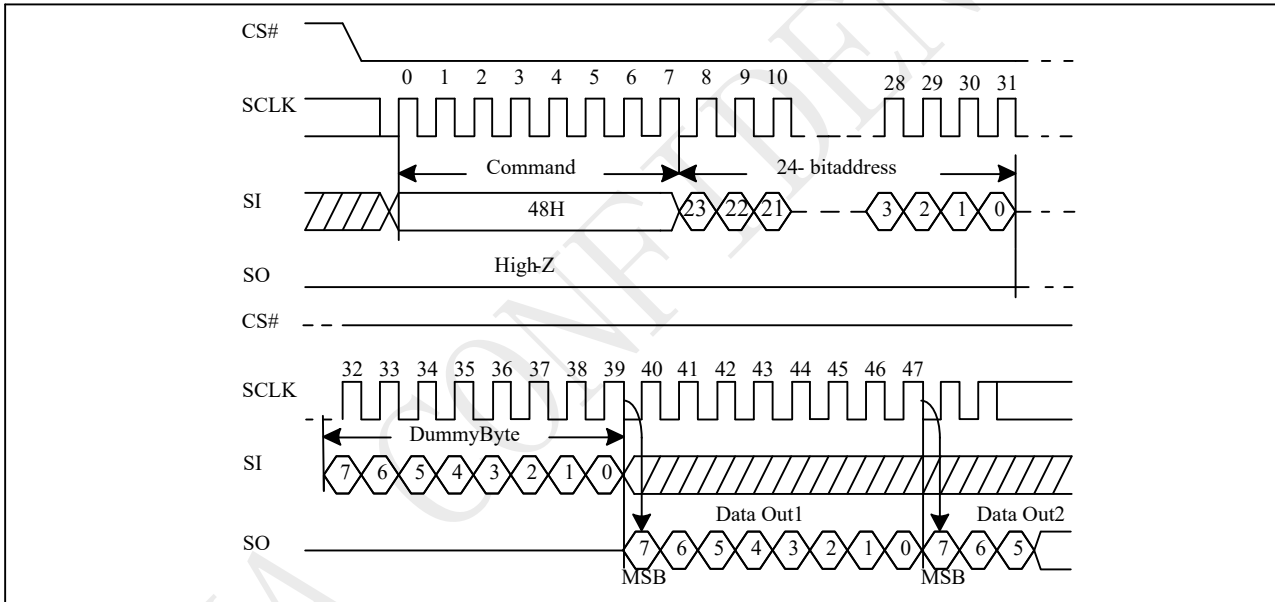 CS#
0 1 2 3 4 5 6 7 8 9 10 28 29 30 31
SCLK
Command 24- bitaddress
SI 48H 23 22 21 3 2 1 0
High-Z
SO
CS#
32 33 34 35 36 37 38 39 40 41 42 43 44 45 46 47
SCLK
DummyByte
SI 7 6 5 4 3 2 1 0
Data Out1 Data Out2
SO 7 6 5 4 3 2 1 0 7 6 5
MSB MSB